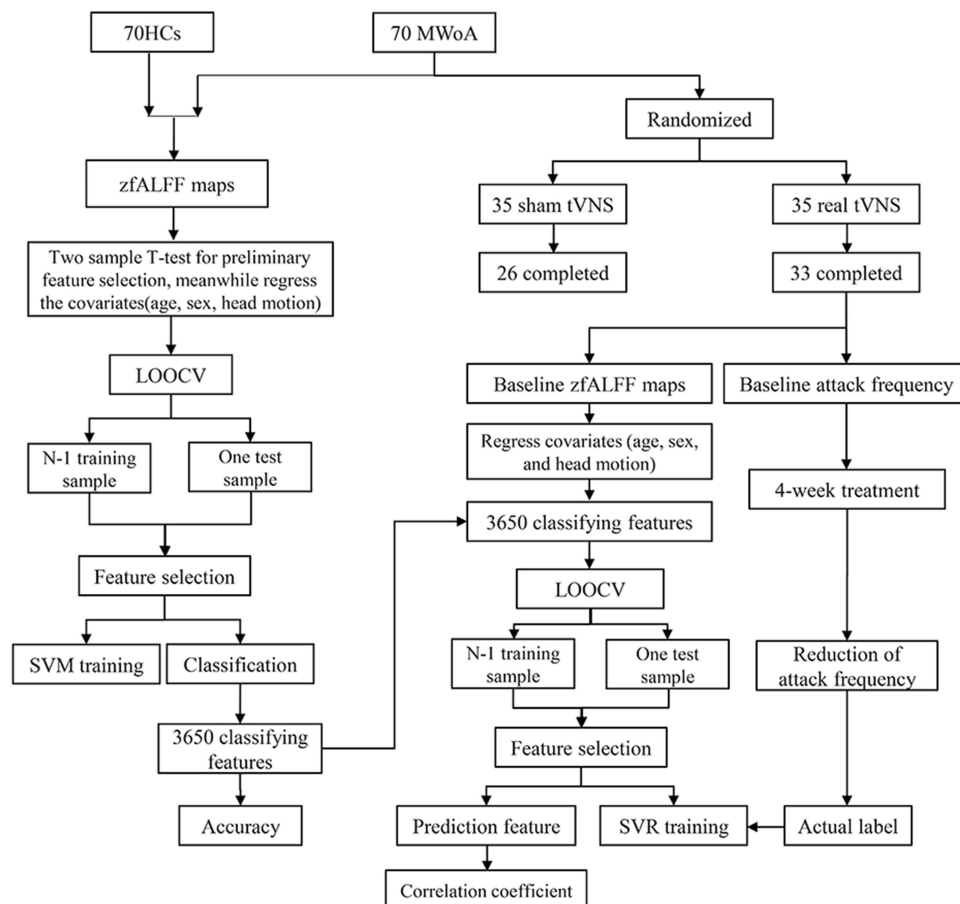 70HCs
70 MWoA
Randomized
zfALFF maps
35 sham tVNS
35 real tVNS
Two sample T-test for preliminary
feature selection, meanwhile regress
the covariates(age, sex, head motion)
26 completed
33 completed
LOOCV
Baseline zfALFF maps
Baseline attack frequency
N-1 training
sample
One test
sample
Regress covariates (age, sex,
and head motion)
4-week treatment
3650 classifying features
Feature selection
LOOCV
SVM training
Classification
N-1 training
sample
One test
sample
Reduction of
attack frequency
3650 classifying
features
Feature selection
Accuracy
Prediction feature
SVR training
Actual label
Correlation coefficient